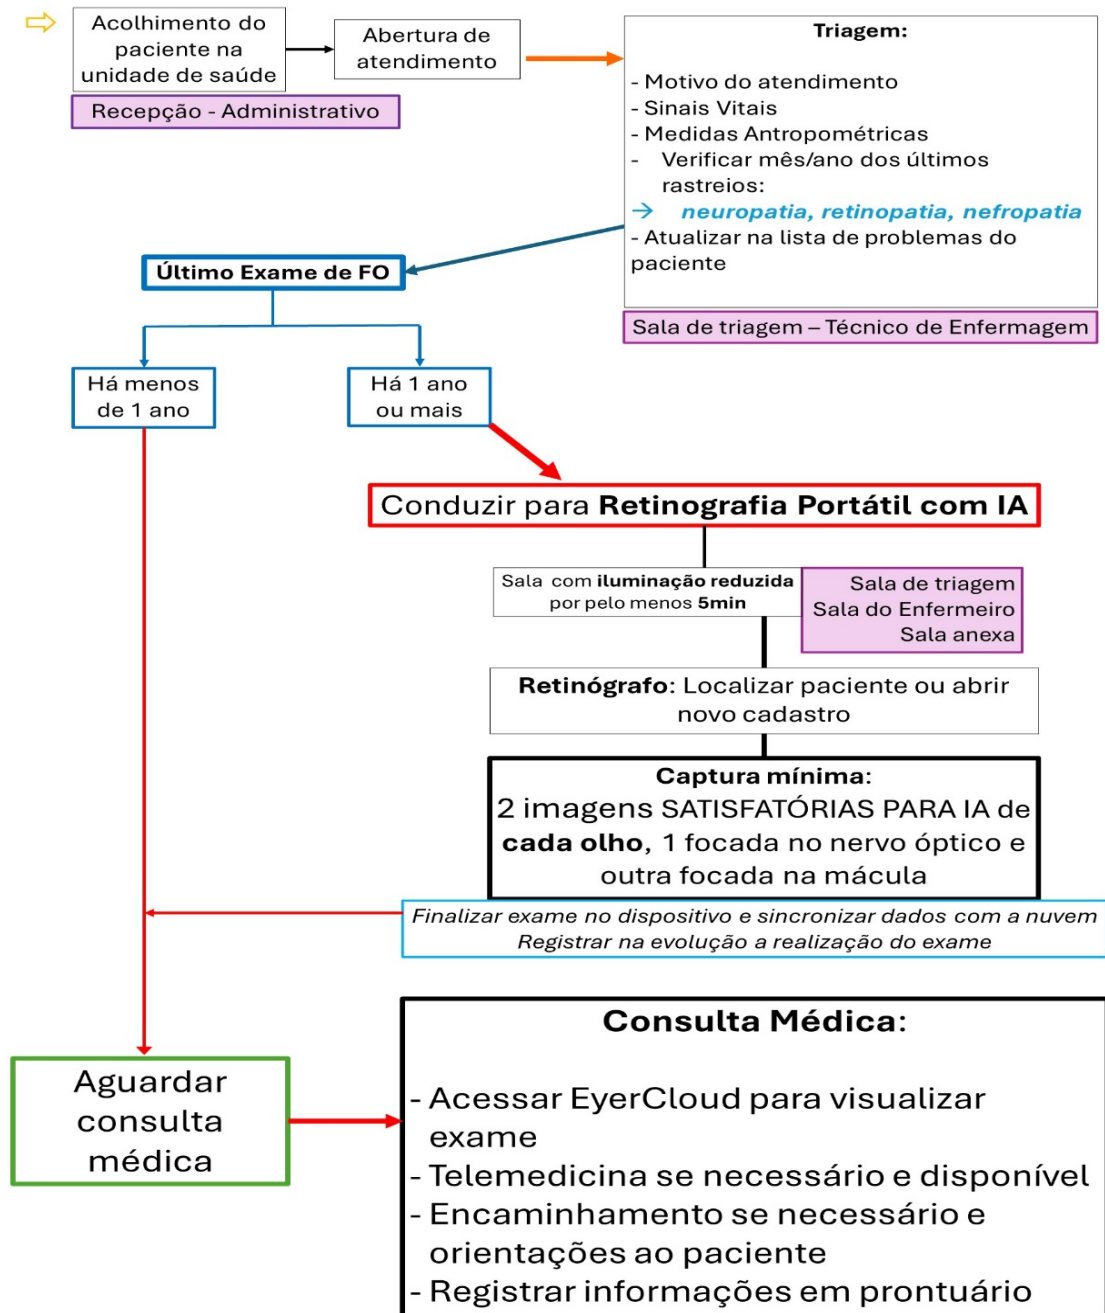 Acolhimento do
paciente na
unidade de saúde
Recepção - Administrativo
Abertura de
atendimento
Triagem:
- Motivo do atendimento
- Sinais Vitais
- Medidas Antropométricas
- Verificar mês/ano dos últimos
rastreios:
→ neuropatia, retinopatia, nefropatia
- Atualizar na lista de problemas do
paciente
Sala de triagem – Técnico de Enfermagem
Último Exame de FO
Há menos
de 1 ano
Há 1 ano
ou mais
Conduzir para Retinografia Portátil com IA
Sala com iluminação reduzida
por pelo menos 5min
Sala de triagem
Sala do Enfermeiro
Sala anexa
Retinógrafo: Localizar paciente ou abrir
novo cadastro
Captura mínima:
2 imagens SATISFATÓRIAS PARA IA de
cada olho, 1 focada no nervo óptico e
outra focada na mácula
Finalizar exame no dispositivo e sincronizar dados com a nuvem
Registrar na evolução a realização do exame
Aguardar
consulta
médica
Consulta Médica:
- Acessar EyerCloud para visualizar
exame
- Telemedicina se necessário e disponível
- Encaminhamento se necessário e
orientações ao paciente
- Registrar informações em prontuário